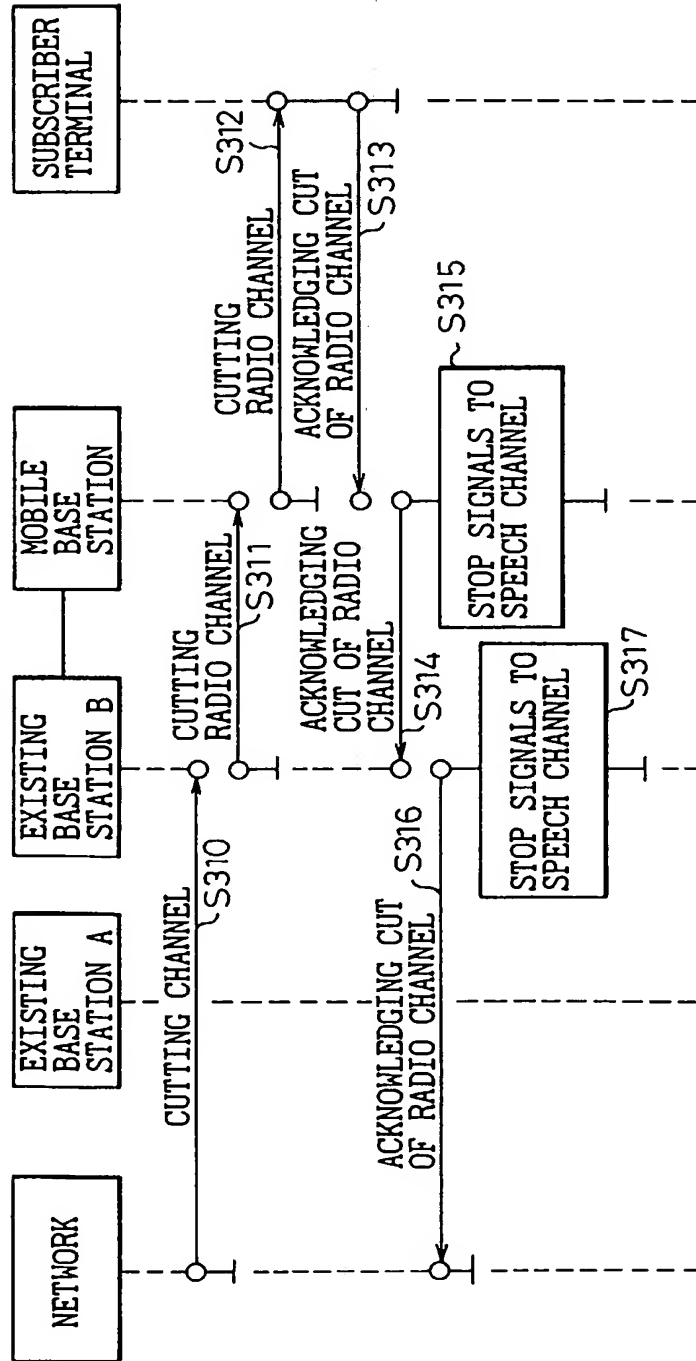 NETWORK
EXISTING
BASE
STATION A
EXISTING
BASE
STATION B
MOBILE
BASE
STATION
SUBSCRIBER
TERMINAL
CUTTING CHANNEL
S310
CUTTING
RADIO CHANNEL
S311
CUTTING
RADIO CHANNEL
S312
ACKNOWLEDGING CUT
OF RADIO CHANNEL
S313
ACKNOWLEDGING
CUT OF RADIO
CHANNEL
S314
STOP SIGNALS TO
SPEECH CHANNEL
S315
ACKNOWLEDGING CUT
OF RADIO CHANNEL
S316
STOP SIGNALS TO
SPEECH CHANNEL
S317